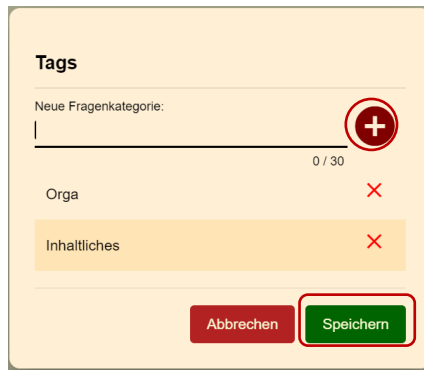 Tags
Neue Fragenkategorie:
0 / 30
Orga
Inhaltliches
Abbrechen Speichern